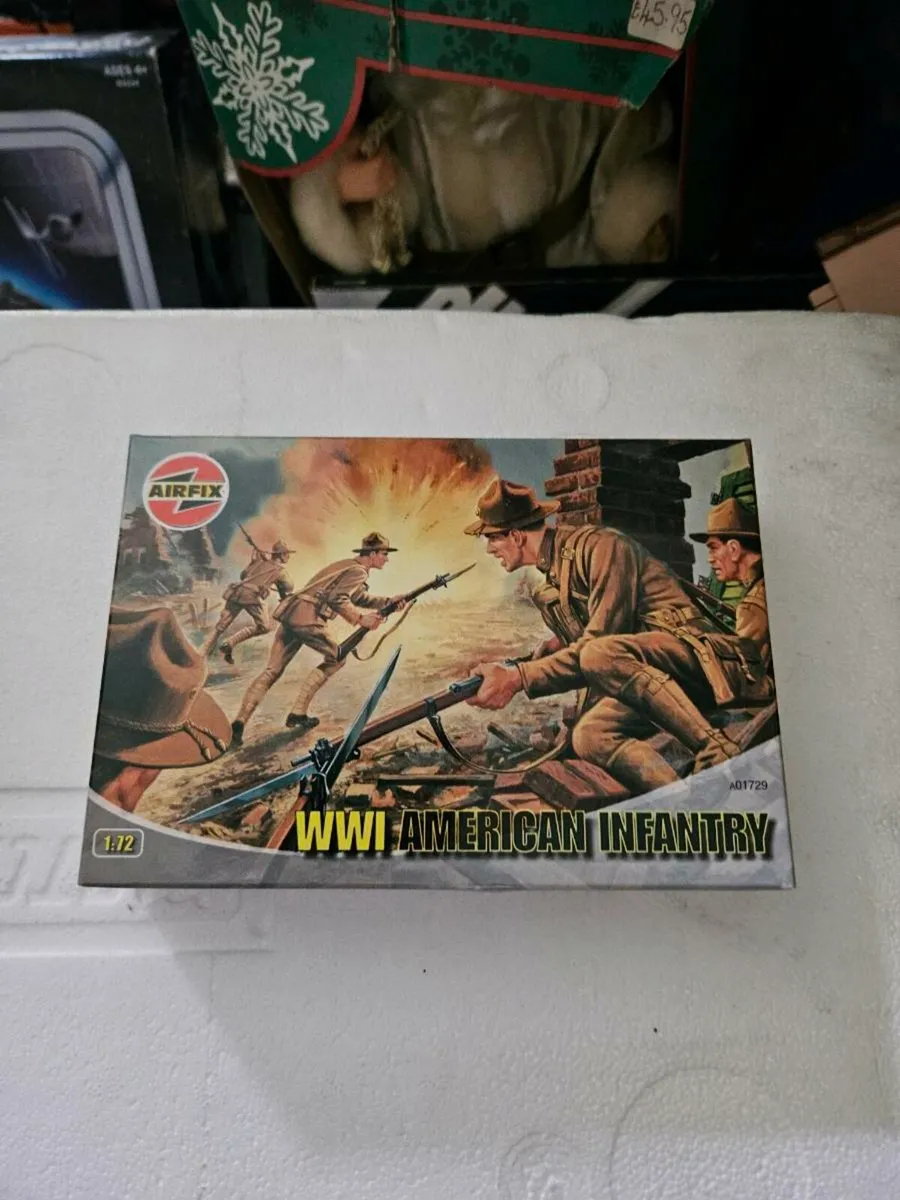 £45.95
AGES 4+
AIRFIX
A01729
1:72
WWI AMERICAN INFANTRY